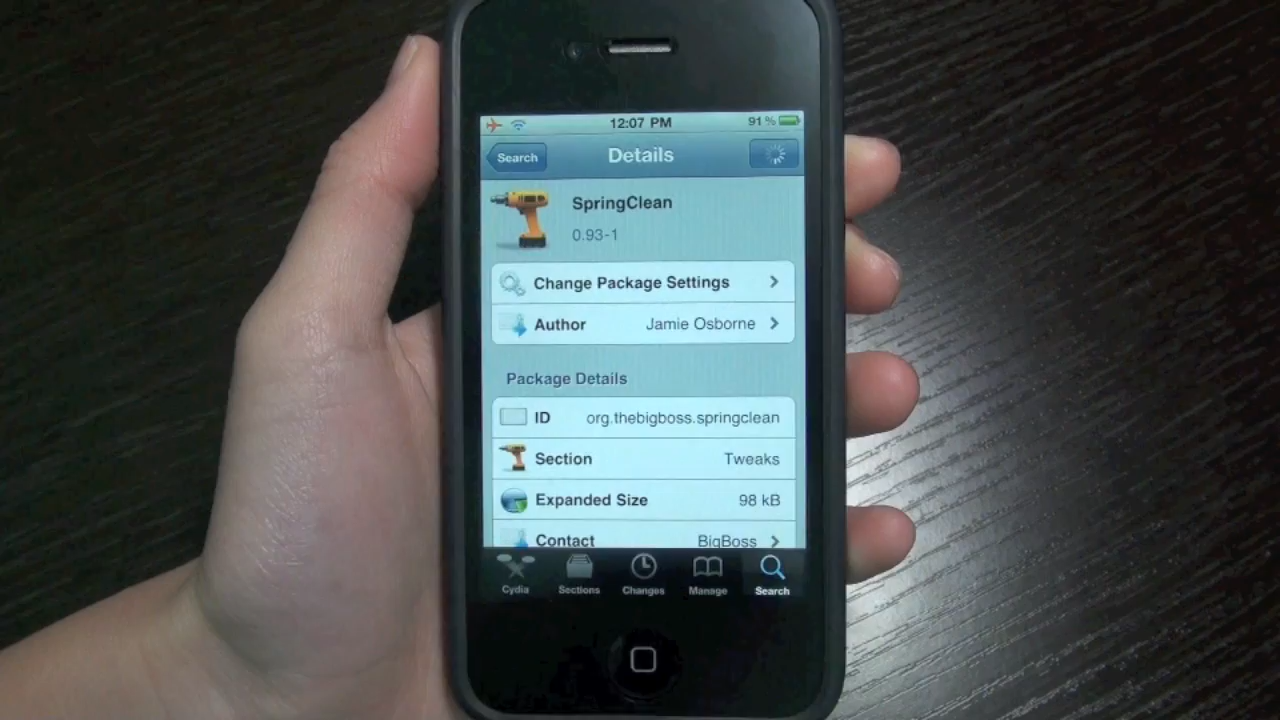 12:07 PM 91%
Search Details
SpringClean
0.93-1
Change Package Settings
Author Jamie Osborne
Package Details
ID org.thebigboss.springclean
Section Tweaks
Expanded Size 98 kB
Contact BigBoss
Cydia Sections Changes Manage Search